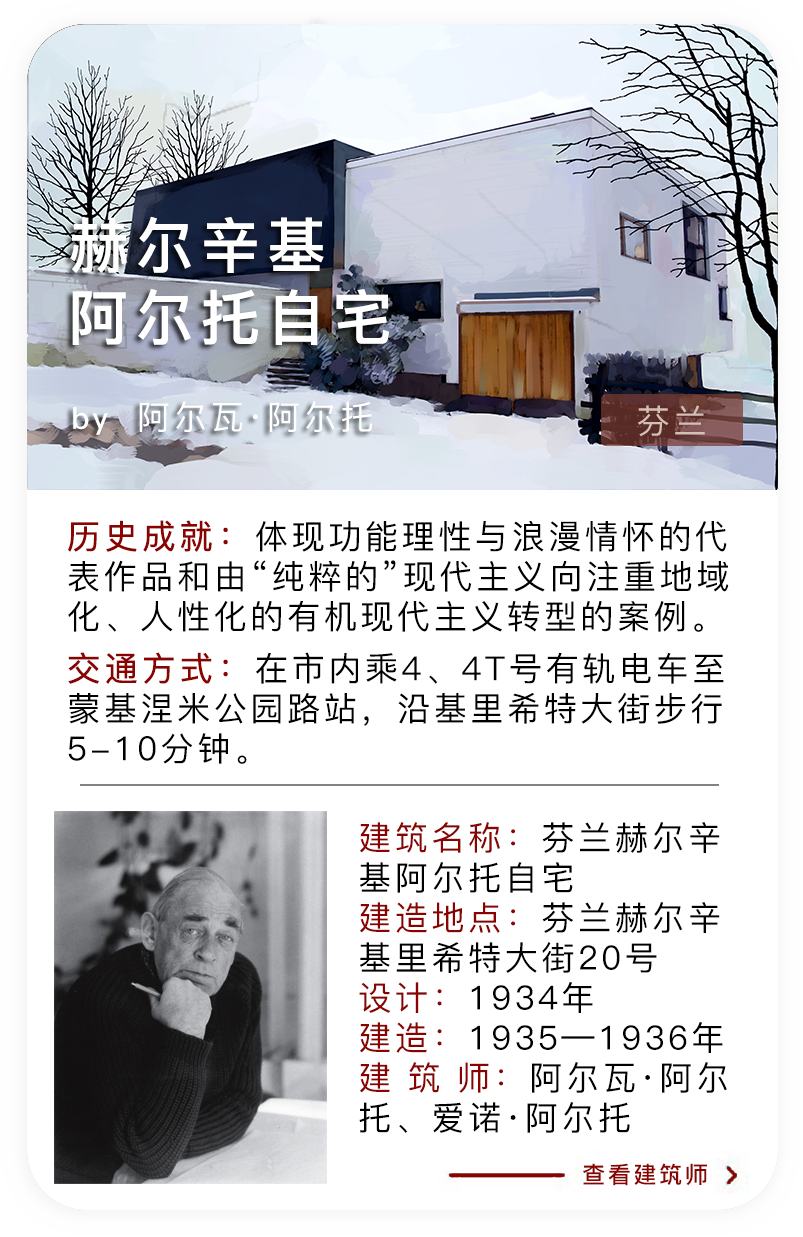 赫尔辛基
阿尔托自宅
by 阿尔瓦·阿尔托
芬兰
历史成就：体现功能理性与浪漫情怀的代
表作品和由“纯粹的”现代主义向注重地域
化、人性化的有机现代主义转型的案例。
交通方式：在市内乘4、4T号有轨电车至
蒙基涅米公园路站，沿基里希特大街步行
5-10分钟。
建筑名称：芬兰赫尔辛
基阿尔托自宅
建造地点：芬兰赫尔辛
基里希特大街20号
设计：1934年
建造：1935—1936年
建 筑 师：阿尔瓦·阿尔
托、爱诺·阿尔托
查看建筑师 >